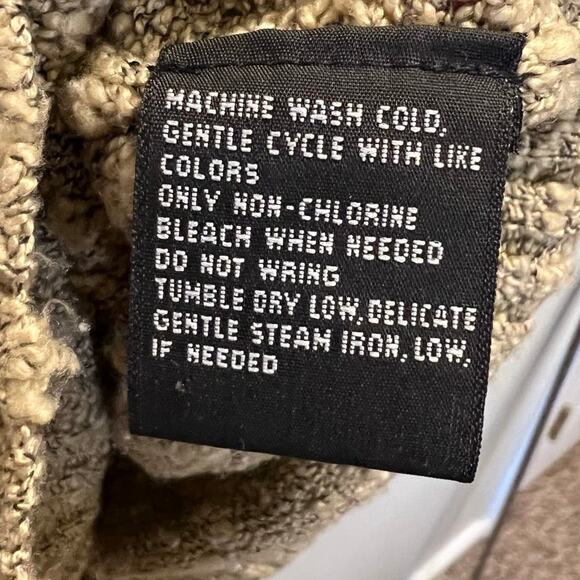 MACHINE WASH COLD,
GENTLE CYCLE WITH LIKE
COLORS
ONLY NON-CHLORINE
BLEACH WHEN NEEDED
DO NOT WRING
TUMBLE DRY LOW, DELICATE
GENTLE STEAM IRON, LOW,
IF NEEDED